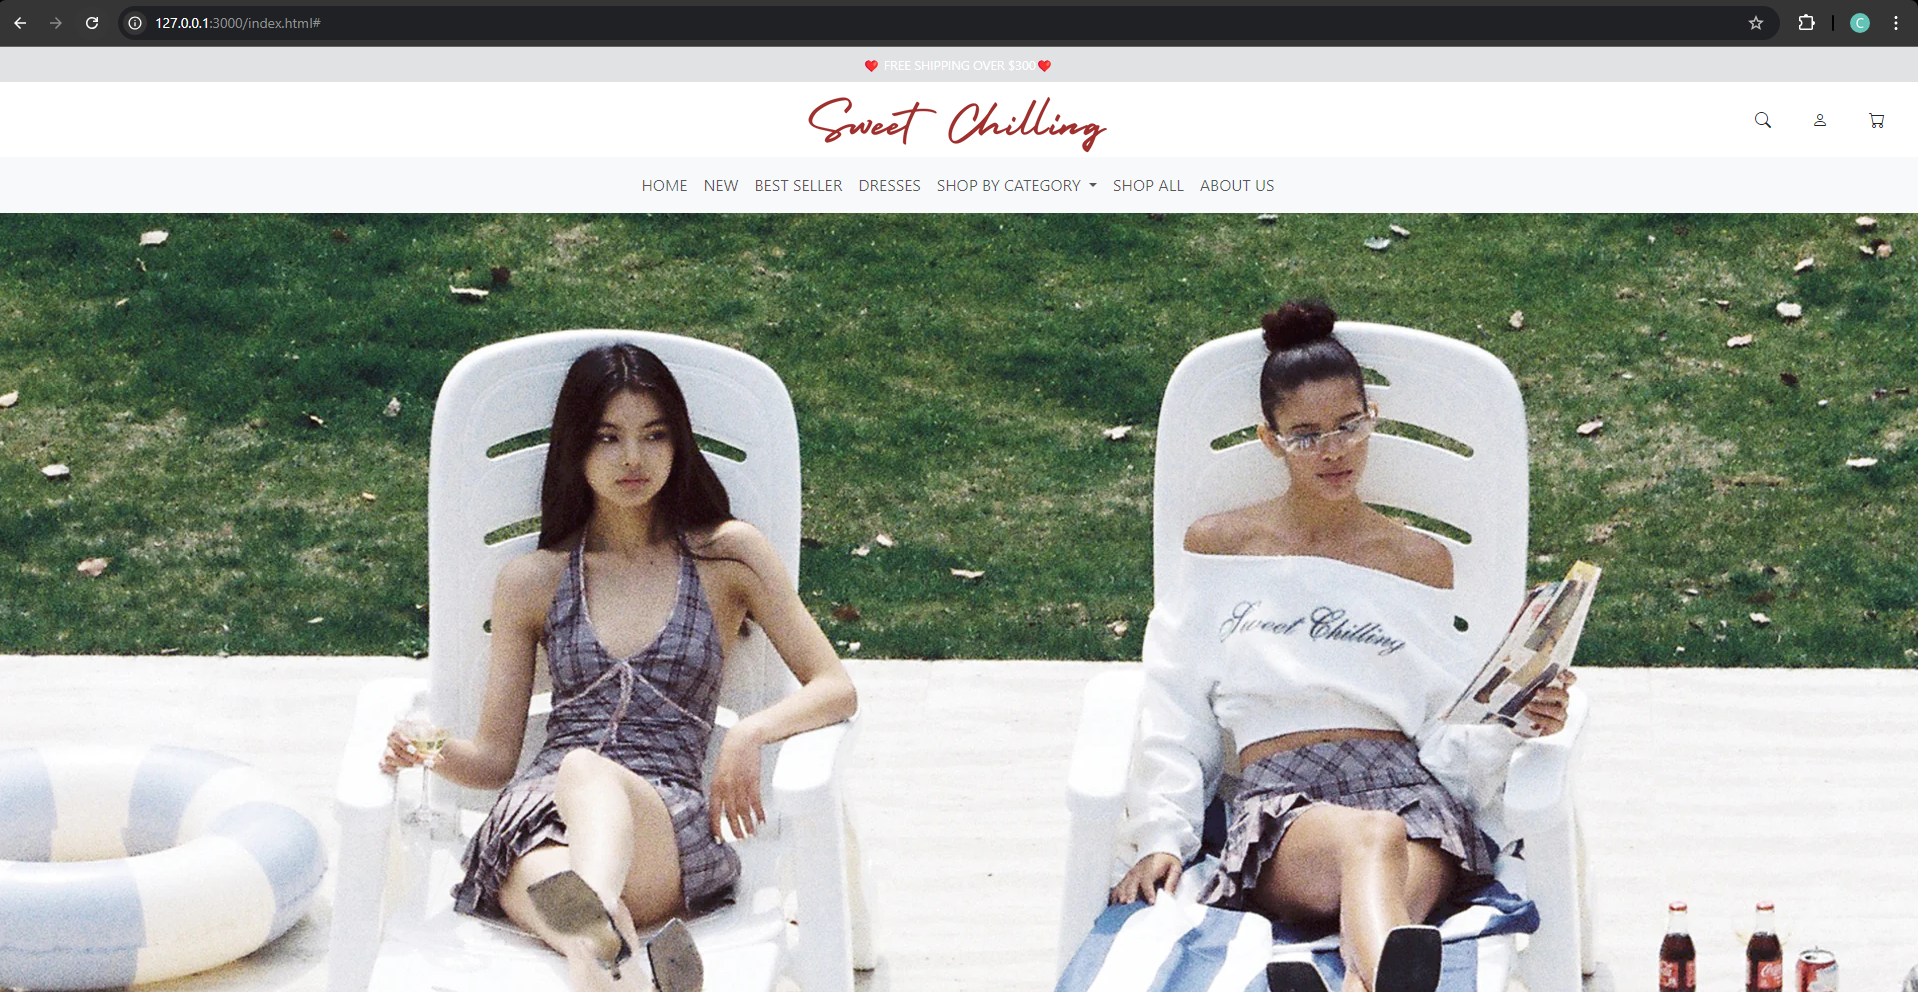 127.0.0.1:3000/index.html#
C
❤️ FREE SHIPPING OVER $300❤️
Sweet Chilling
HOME NEW BEST SELLER DRESSES SHOP BY CATEGORY SHOP ALL ABOUT US
Sweet Chilling